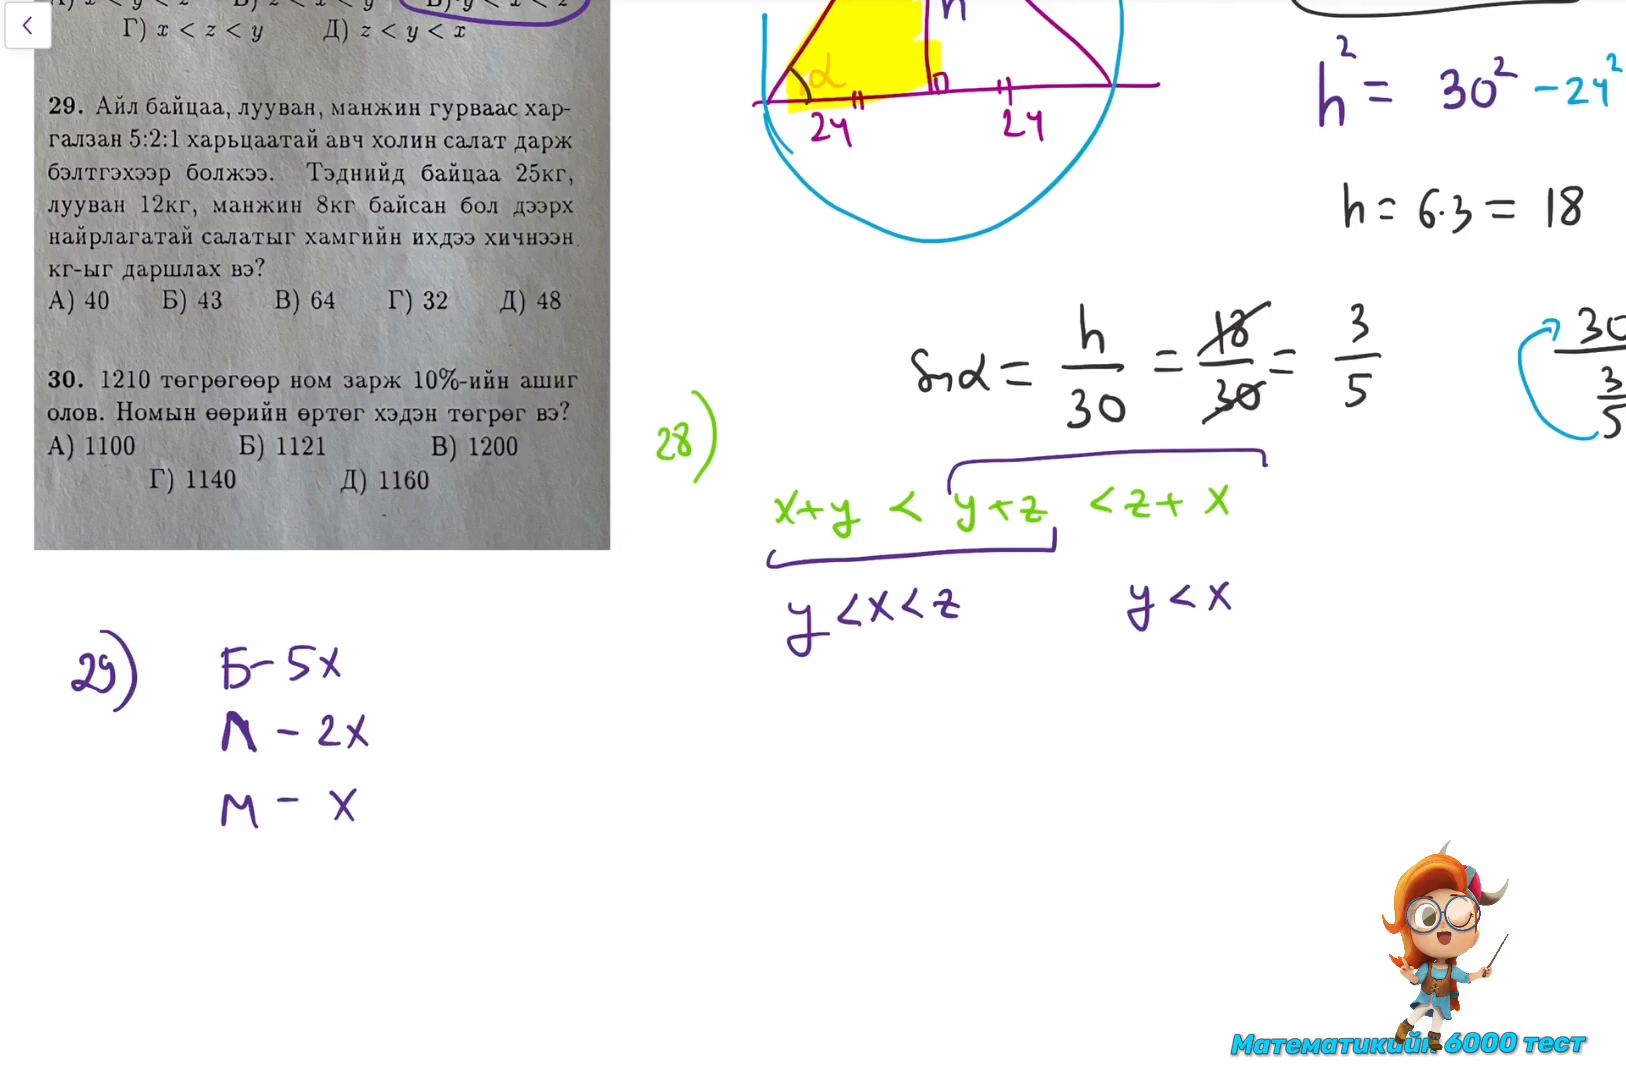 Г) x < z < y Д) z < y < x
29. Айл байцаа, лууван, манжин гурваас хар-
галзан 5:2:1 харьцаатай авч холин салат дарж
бэлтгэхээр болжээ. Тэднийд байцаа 25кг,
лууван 12кг, манжин 8кг байсан бол дээрх
найрлагатай салатыг хамгийн ихдээ хичнээн
кг-ыг даршлах вэ?
А) 40 Б) 43 В) 64 Г) 32 Д) 48
30. 1210 төгрөгөөр ном зарж 10%-ийн ашиг
олов. Номын өөрийн өртөг хэдэн төгрөг вэ?
А) 1100 Б) 1121 В) 1200
Г) 1140 Д) 1160
h
α
24 24
h² = 30² - 24²
h = 6·3 = 18
sin α = h/30 = 18/30 = 3/5
28)
x+y < y+z < z+x
y < x < z y < x
29) Б - 5x
Л - 2x
М - x
Математикийн 6000 тест